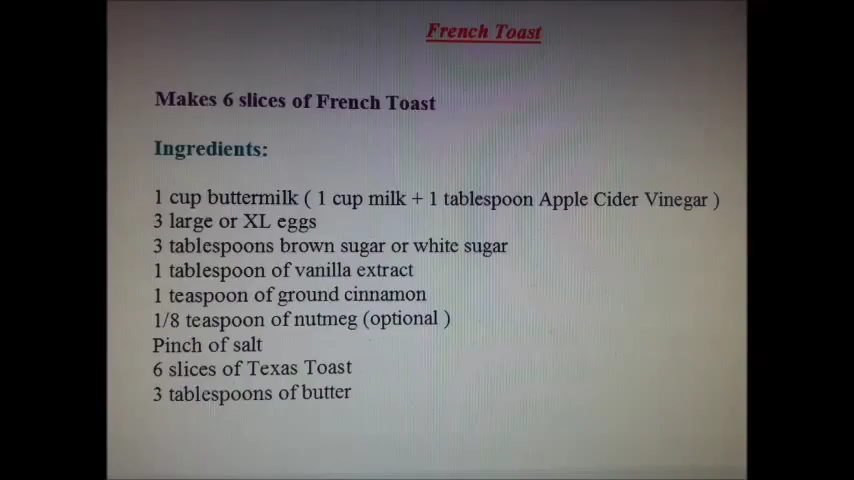 French Toast
Makes 6 slices of French Toast
Ingredients:
1 cup buttermilk ( 1 cup milk + 1 tablespoon Apple Cider Vinegar )
3 large or XL eggs
3 tablespoons brown sugar or white sugar
1 tablespoon of vanilla extract
1 teaspoon of ground cinnamon
1/8 teaspoon of nutmeg (optional )
Pinch of salt
6 slices of Texas Toast
3 tablespoons of butter